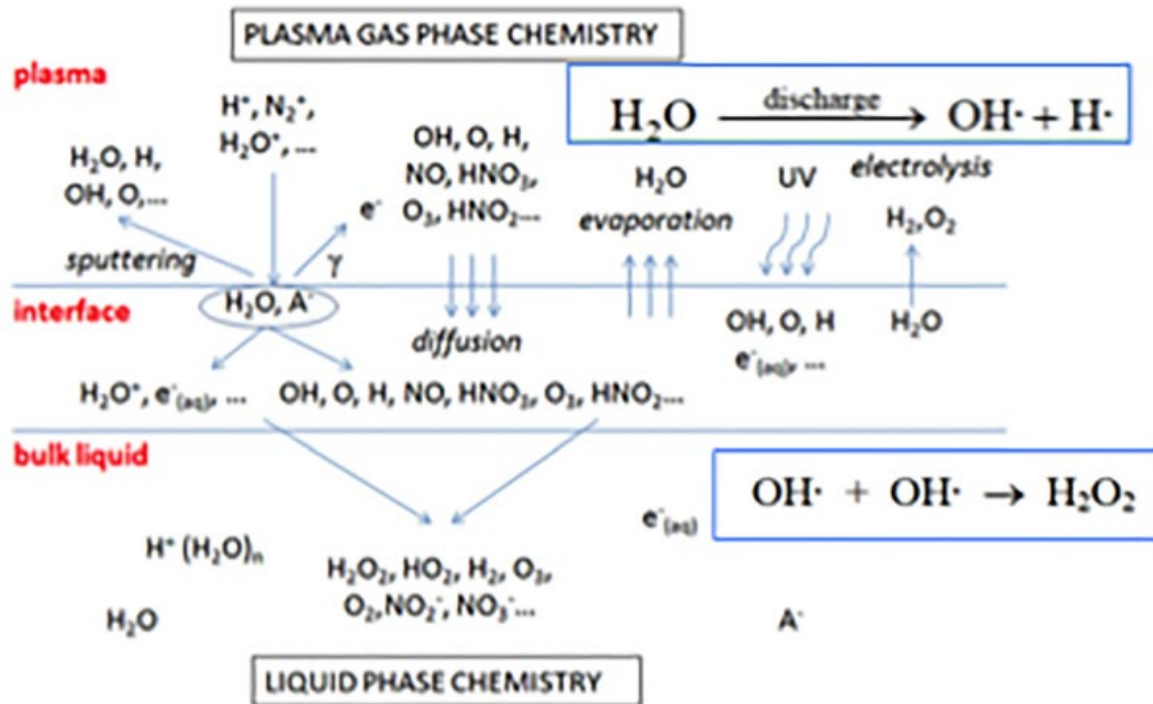 PLASMA GAS PHASE CHEMISTRY
plasma
H₂O discharge OH· + H·
H⁺, N₂⁺,
H₂O⁺, ...
H₂O, H,
OH, O,...
OH, O, H,
NO, HNO₃,
O₃, HNO₂...
e⁻
H₂O
evaporation
UV
electrolysis
H₂,O₂
sputtering
γ
interface
H₂O, A⁻
diffusion
OH, O, H
e⁻(aq), ...
H₂O
H₂O⁺, e⁻(aq), ...
OH, O, H, NO, HNO₃, O₃, HNO₂...
bulk liquid
OH· + OH· → H₂O₂
e⁻(aq)
H⁺ (H₂O)ₙ
H₂O₂, HO₂, H₂, O₃,
O₂,NO₂⁻, NO₃⁻...
H₂O
A⁻
LIQUID PHASE CHEMISTRY